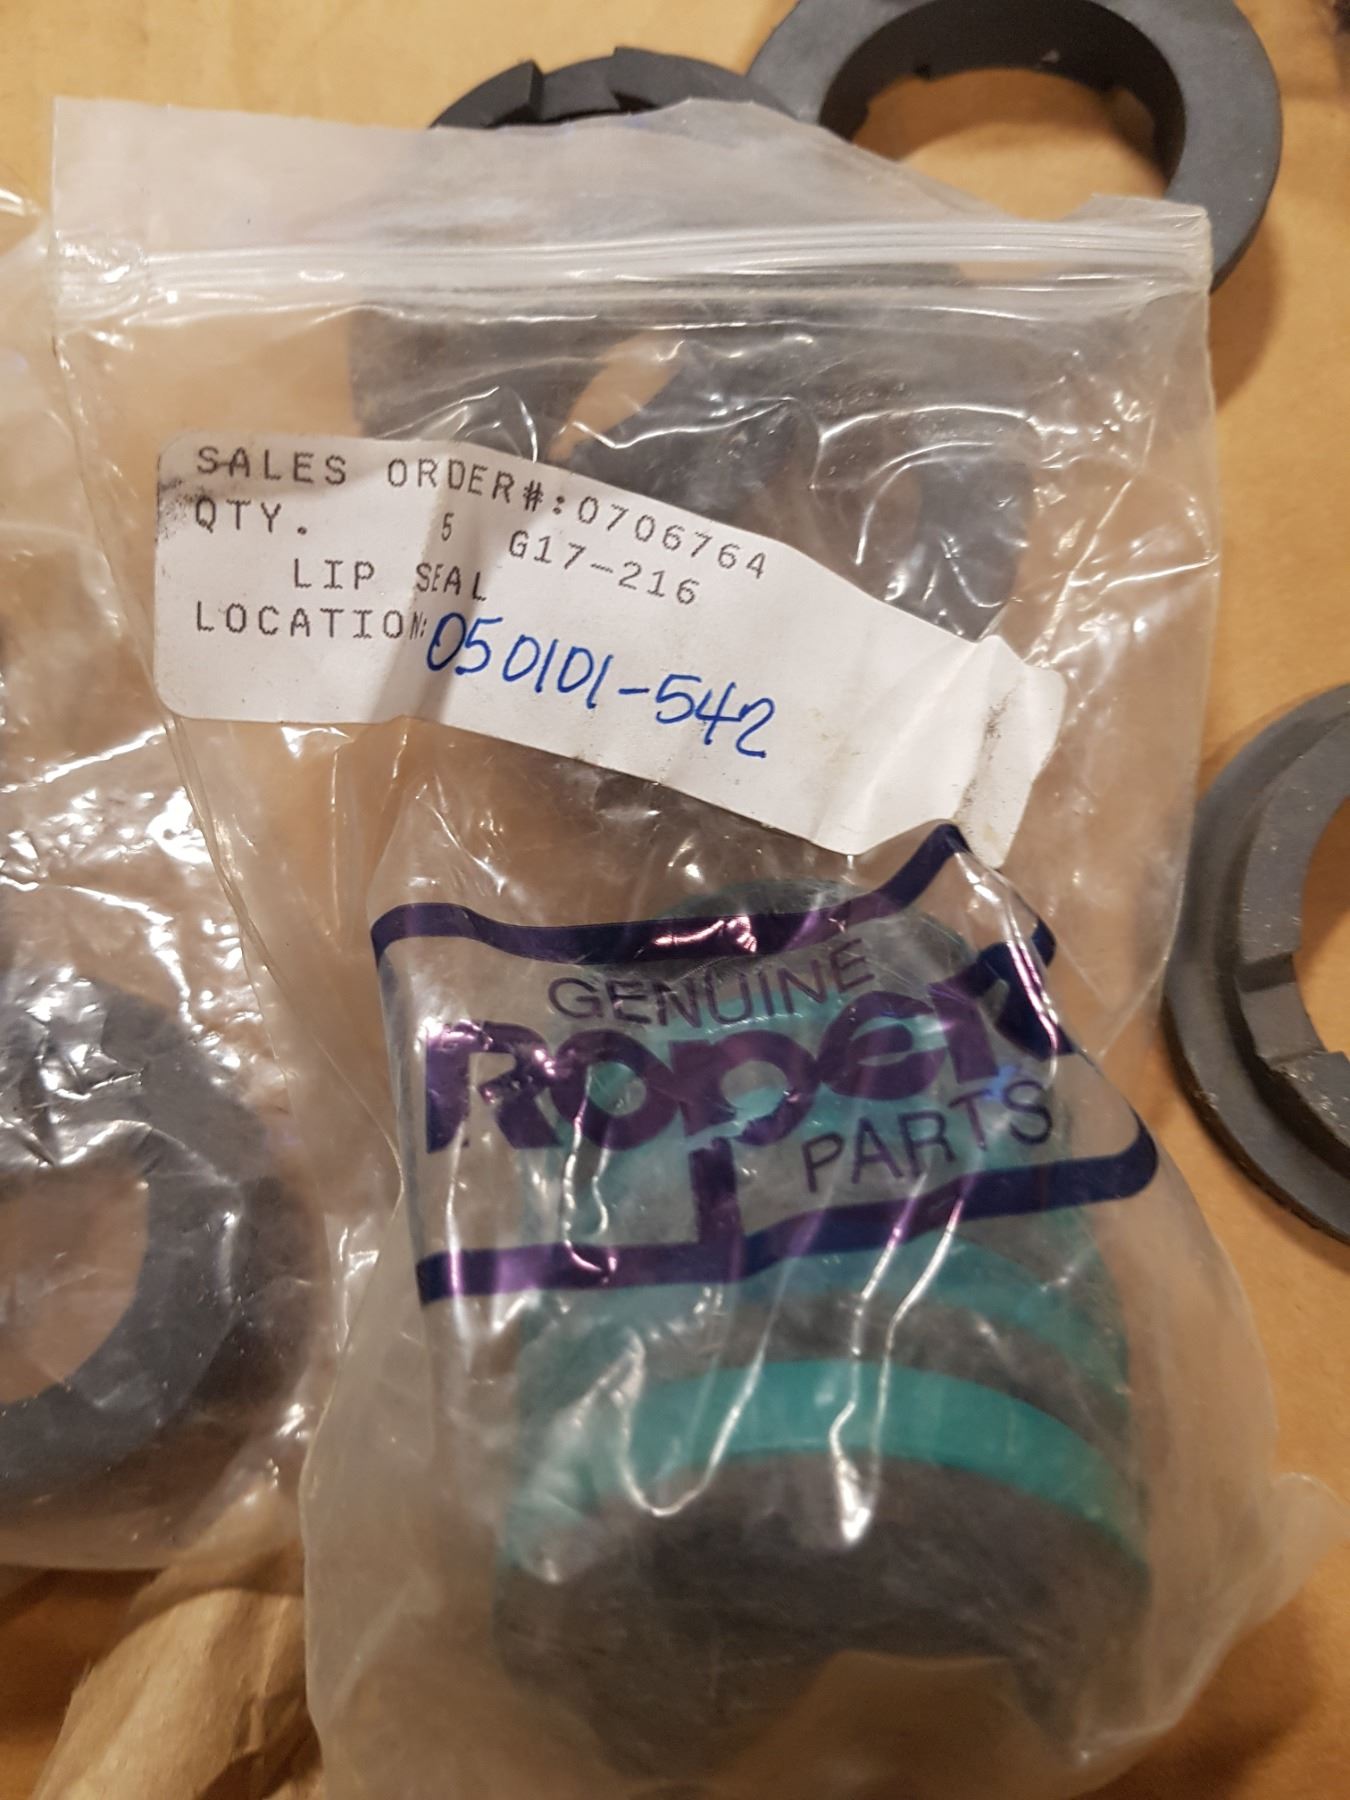 SALES ORDER#:0706764
QTY. 5 G17-216
LIP SEAL
LOCATION: 050101-542
GENUINE
Roper
PARTS